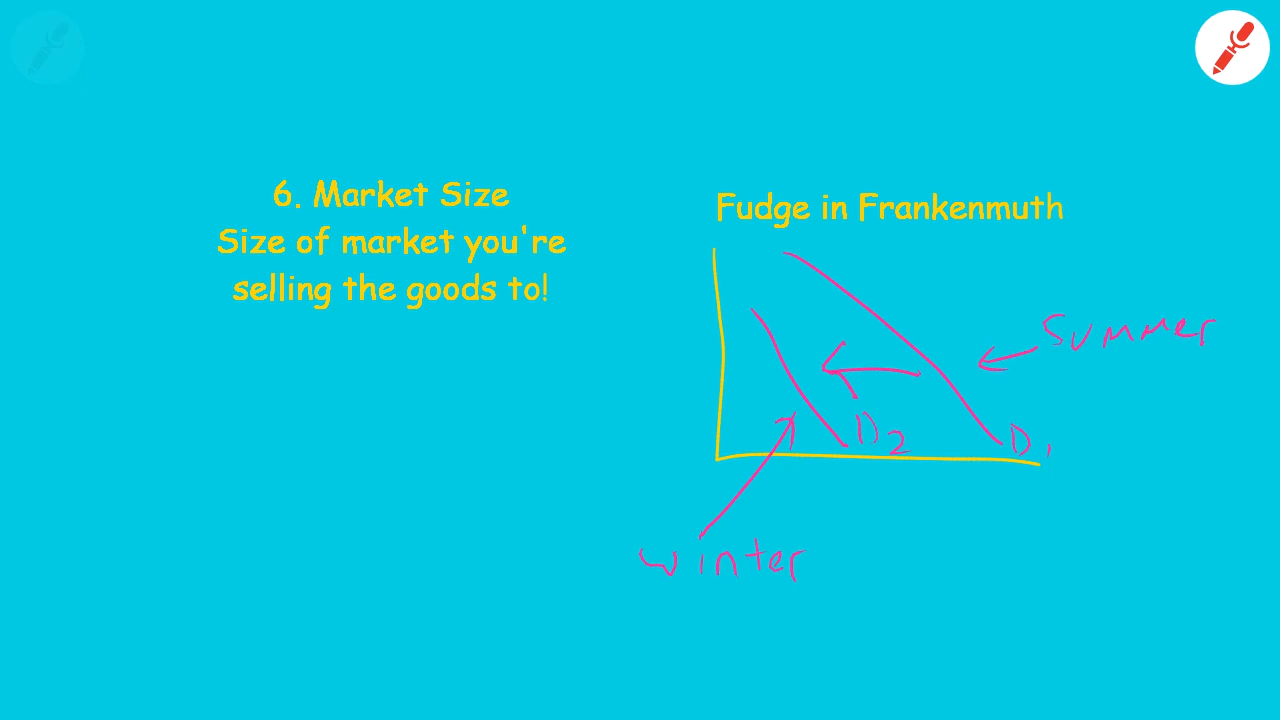 6. Market Size
Size of market you're
selling the goods to!
Fudge in Frankenmuth
Summer
D2
D1
Winter